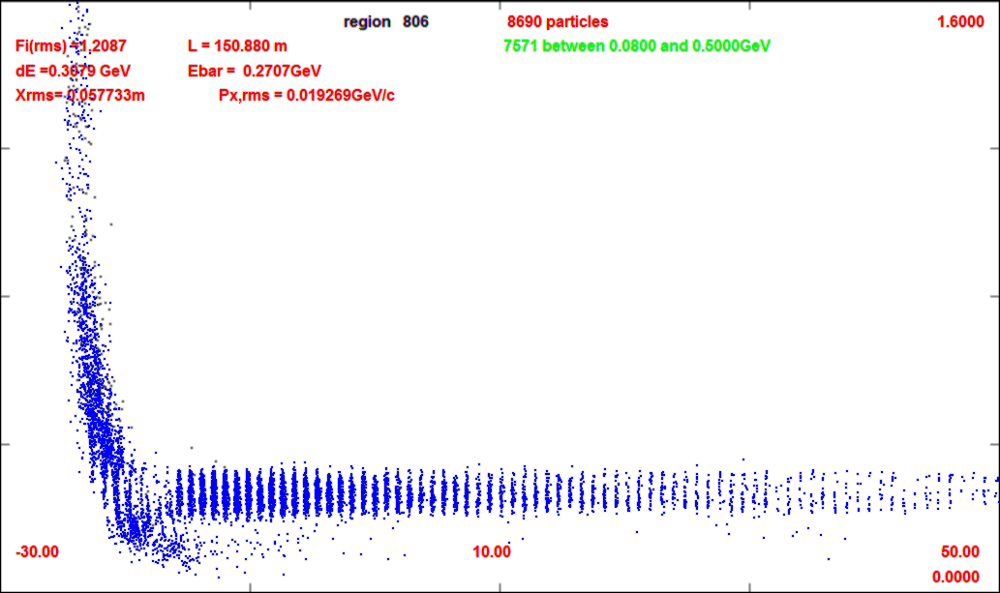 region 806 8690 particles 1.6000
Fi(rms) =1.2087 L = 150.880 m 7571 between 0.0800 and 0.5000GeV
dE =0.3079 GeV Ebar = 0.2707GeV
Xrms= 0.057733m Px,rms = 0.019269GeV/c
-30.00 10.00 50.00
0.0000